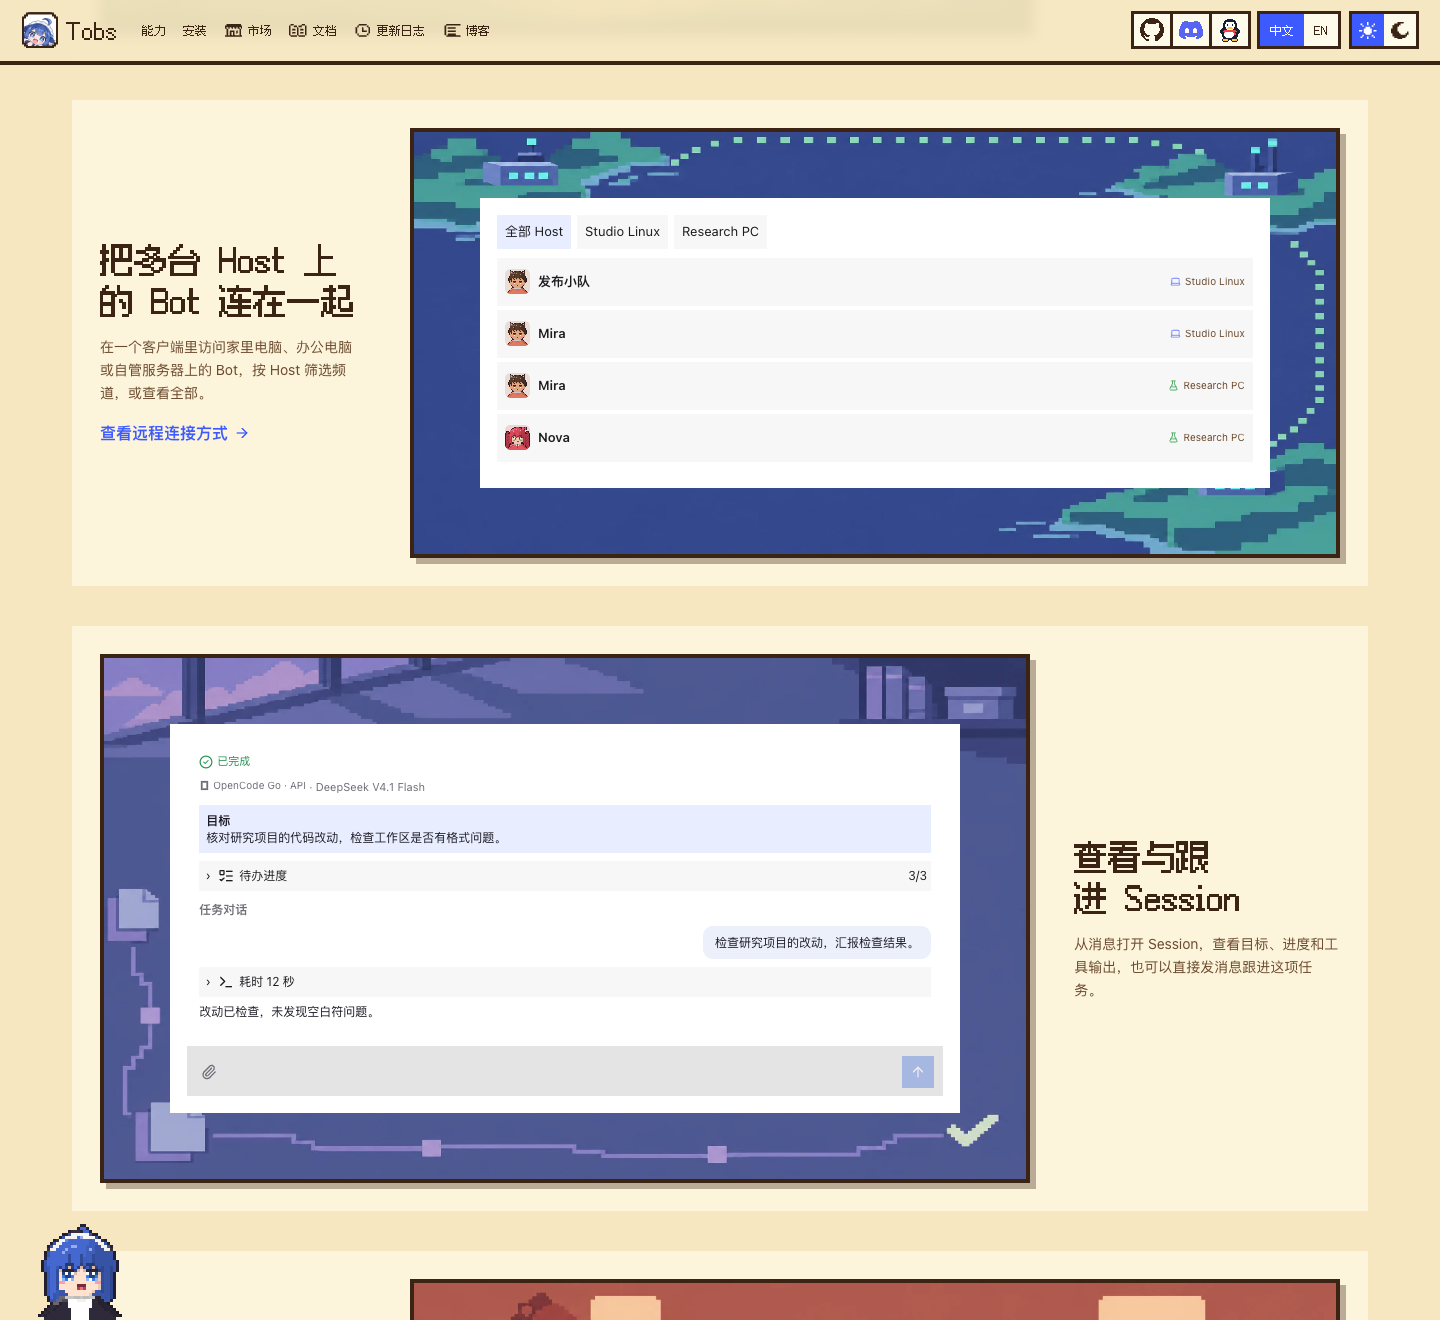 Tobs
能力
安装
市场
文档
更新日志
博客
中文
EN
把多台 Host 上
的 Bot 连在一起
在一个客户端里访问家里电脑、办公电脑
或自管服务器上的 Bot，按 Host 筛选频
道，或查看全部。
查看远程连接方式 →
全部 Host
Studio Linux
Research PC
发布小队
Studio Linux
Mira
Studio Linux
Mira
Research PC
Nova
Research PC
已完成
OpenCode Go · API · DeepSeek V4.1 Flash
目标
核对研究项目的代码改动，检查工作区是否有格式问题。
› 待办进度
3/3
任务对话
检查研究项目的改动，汇报检查结果。
› 耗时 12 秒
改动已检查，未发现空白符问题。
查看与跟
进 Session
从消息打开 Session，查看目标、进度和工
具输出，也可以直接发消息跟进这项任
务。